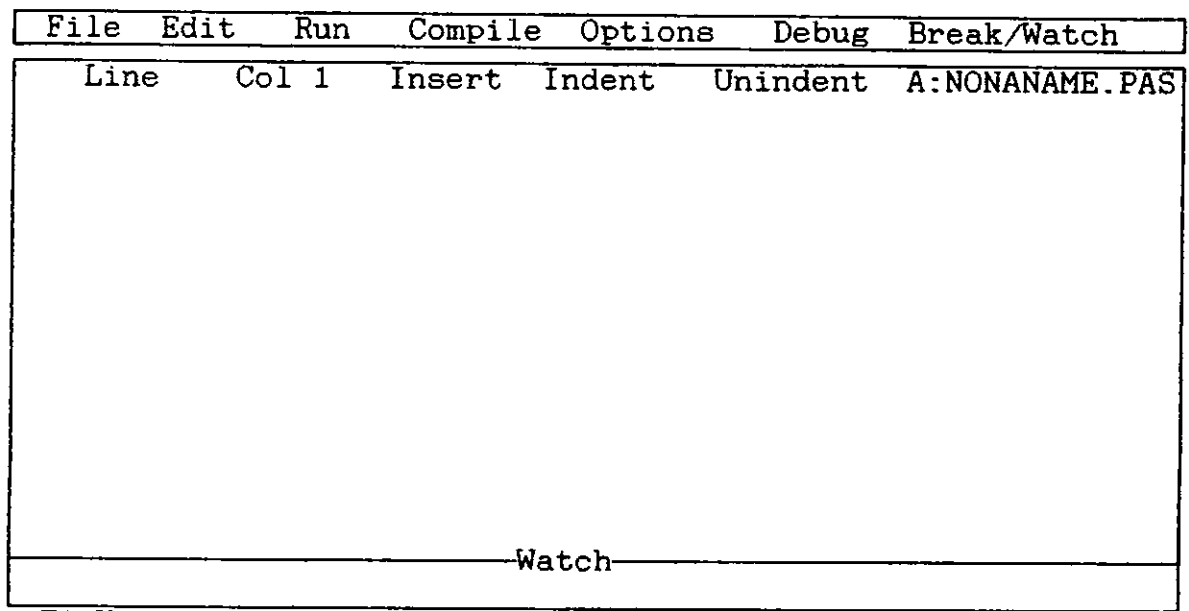 File Edit Run Compile Options Debug Break/Watch
Line Col 1 Insert Indent Unindent A:NONANAME.PAS
Watch